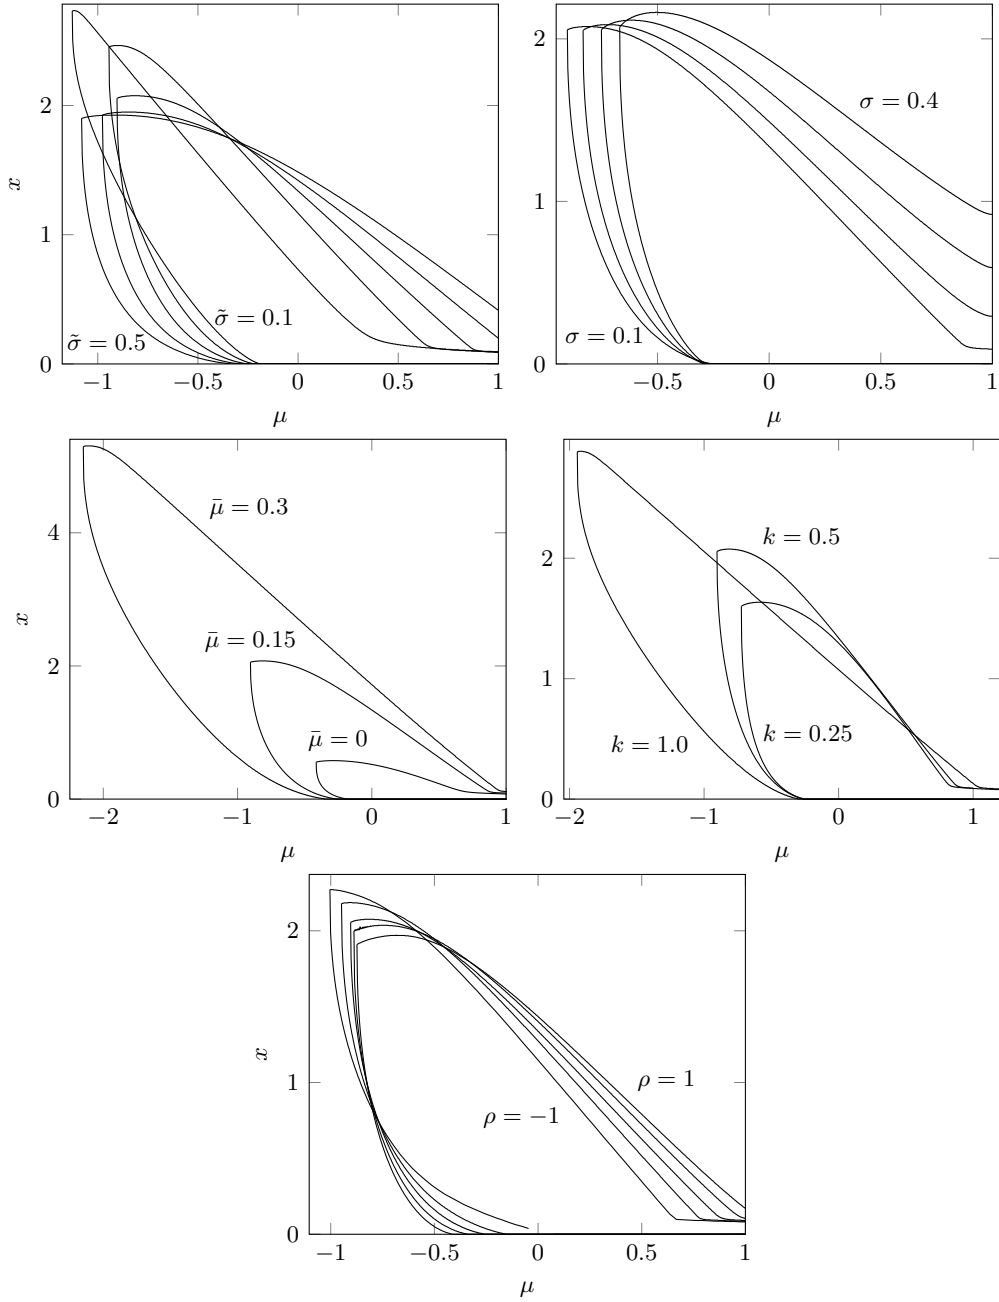 2
1
0
x
σ̃ = 0.1
σ̃ = 0.5
−1 −0.5 0 0.5 1
μ
2
1
0
σ = 0.4
σ = 0.1
−0.5 0 0.5 1
μ
4
2
0
x
μ̄ = 0.3
μ̄ = 0.15
μ̄ = 0
−2 −1 0 1
μ
2
1
0
k = 0.5
k = 0.25
k = 1.0
−2 −1 0 1
μ
2
1
0
x
ρ = 1
ρ = −1
−1 −0.5 0 0.5 1
μ